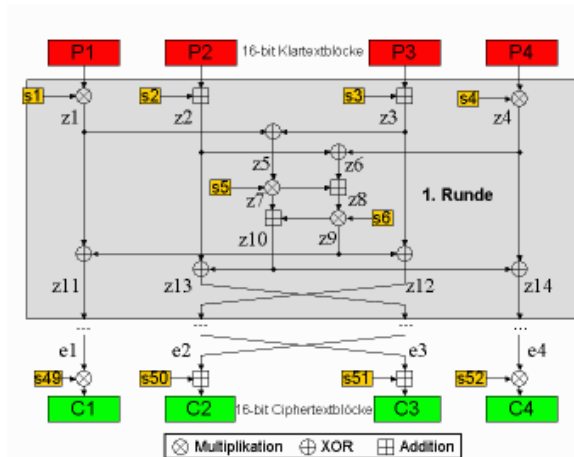 P1 P2 16-bit Klartextblöcke P3 P4
s1 s2 s3 s4
z1 z2 z3 z4
z5 z6
s5 z7 z8 1. Runde
s6
z10 z9
z11 z13 z12 z14
... ... ... ...
e1 e2 e3 e4
s49 s50 s51 s52
C1 C2 16-bit Ciphertextblöcke C3 C4
Multiplikation XOR Addition